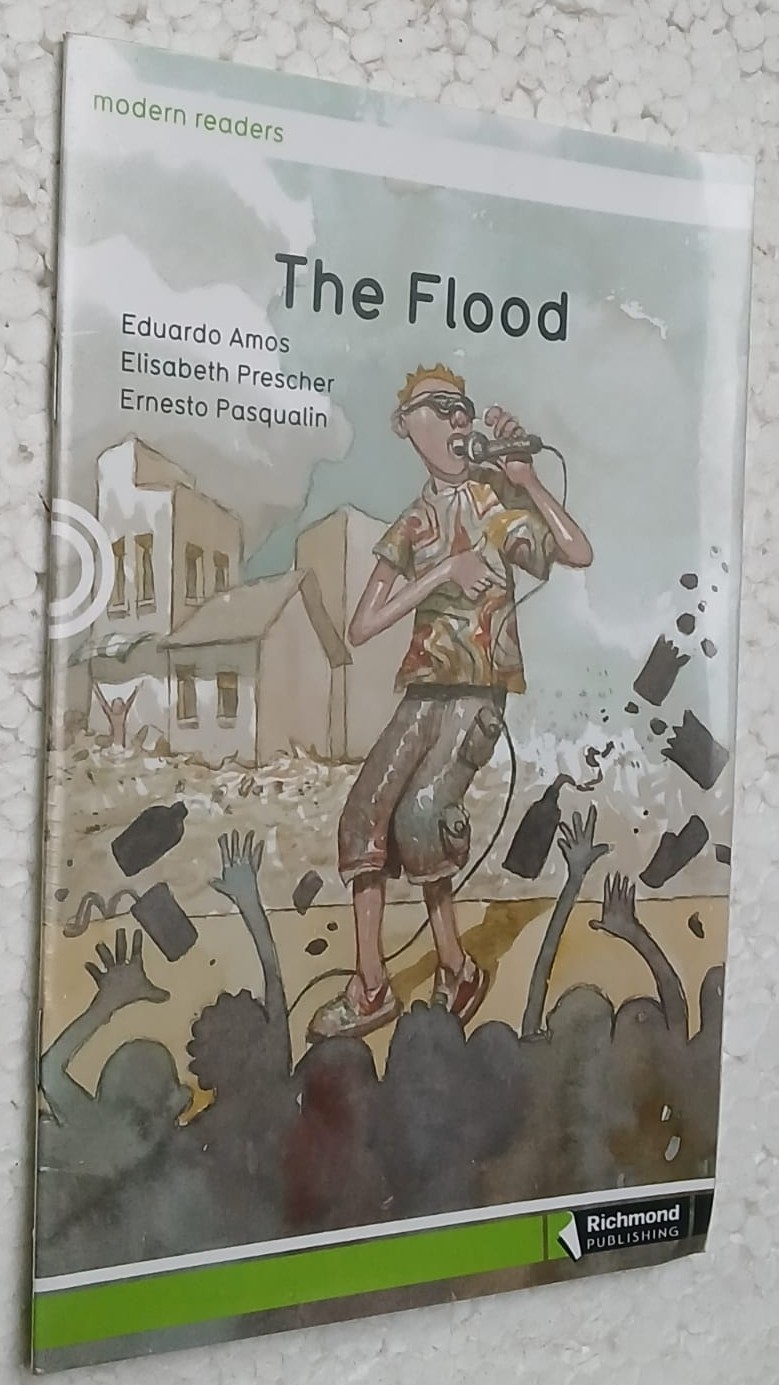 modern readers
The Flood
Eduardo Amos
Elisabeth Prescher
Ernesto Pasqualin
Richmond
PUBLISHING